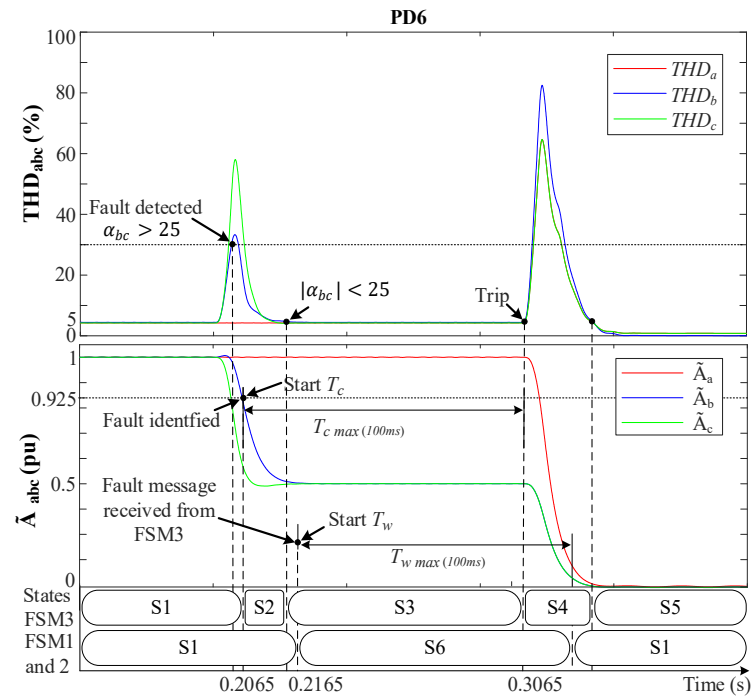 PD6
THD_abc (%)
100
80
60
40
20
5
0
THD_a
THD_b
THD_c
Fault detected
α_bc > 25
|α_bc| < 25
Trip
Ã_abc (pu)
1
0.925
0.5
0
Ã_a
Ã_b
Ã_c
Start T_c
Fault identfied
T_c max (100ms)
Fault message
received from
FSM3
Start T_w
T_w max (100ms)
States
FSM3
S1
S2
S3
S4
S5
FSM1
and 2
S1
S6
S1
0.2065
0.2165
0.3065
Time (s)